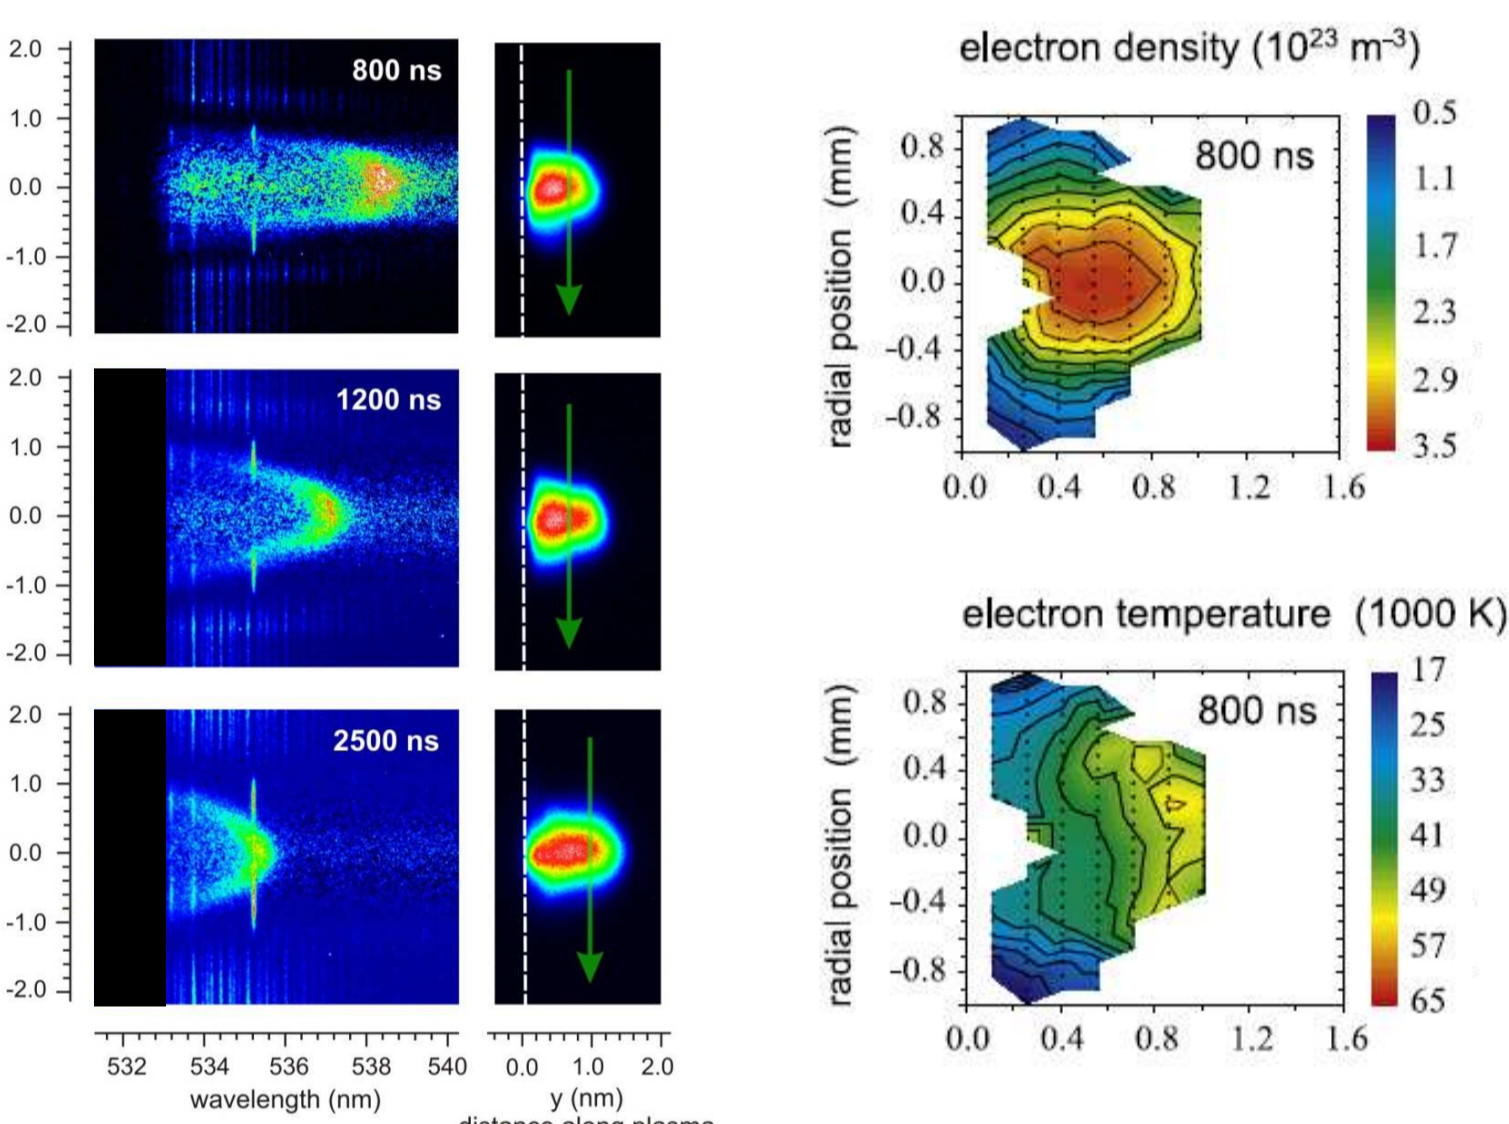 2.0
1.0
0.0
-1.0
-2.0
800 ns
2.0
1.0
0.0
-1.0
-2.0
1200 ns
2.0
1.0
0.0
-1.0
-2.0
2500 ns
532 534 536 538 540
wavelength (nm)
0.0 1.0 2.0
y (nm)
distance along plasma
electron density (10²³ m⁻³)
radial position (mm)
0.8
0.4
0.0
-0.4
-0.8
800 ns
0.0 0.4 0.8 1.2 1.6
0.5
1.1
1.7
2.3
2.9
3.5
electron temperature (1000 K)
radial position (mm)
0.8
0.4
0.0
-0.4
-0.8
800 ns
0.0 0.4 0.8 1.2 1.6
17
25
33
41
49
57
65